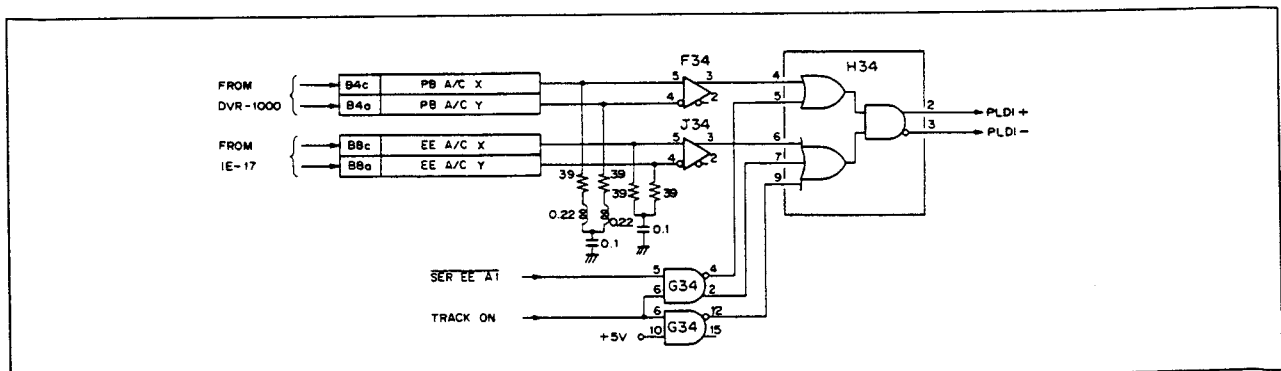 F34
H34
FROM
DVR-1000
B4c PB A/C X
B4a PB A/C Y
5 3
4 2
4
5
2 PLDI+
3 PLDI-
J34
FROM
IE-17
B8c EE A/C X
B8a EE A/C Y
5 3
4 2
6
7
9
39 39
39 39
0.22 0.22
0.1
0.1
SER EE A1
5 G34 4
6 2
TRACK ON
6 G34 12
+5V 10 15